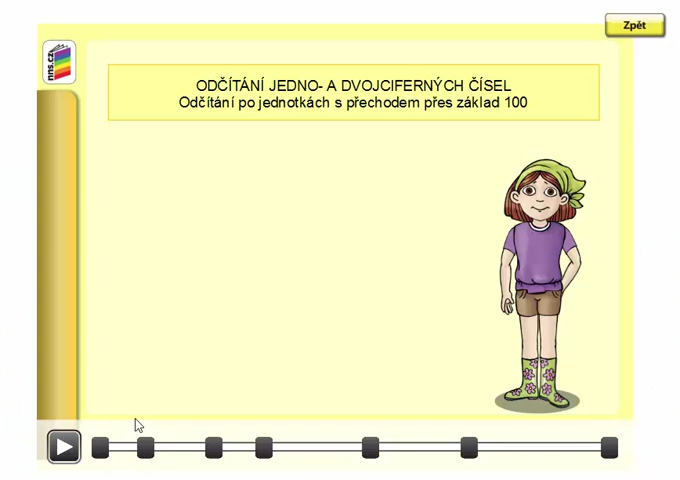 Zpět
nns.cz
ODČÍTÁNÍ JEDNO- A DVOJCIFERNÝCH ČÍSEL
Odčítání po jednotkách s přechodem přes základ 100